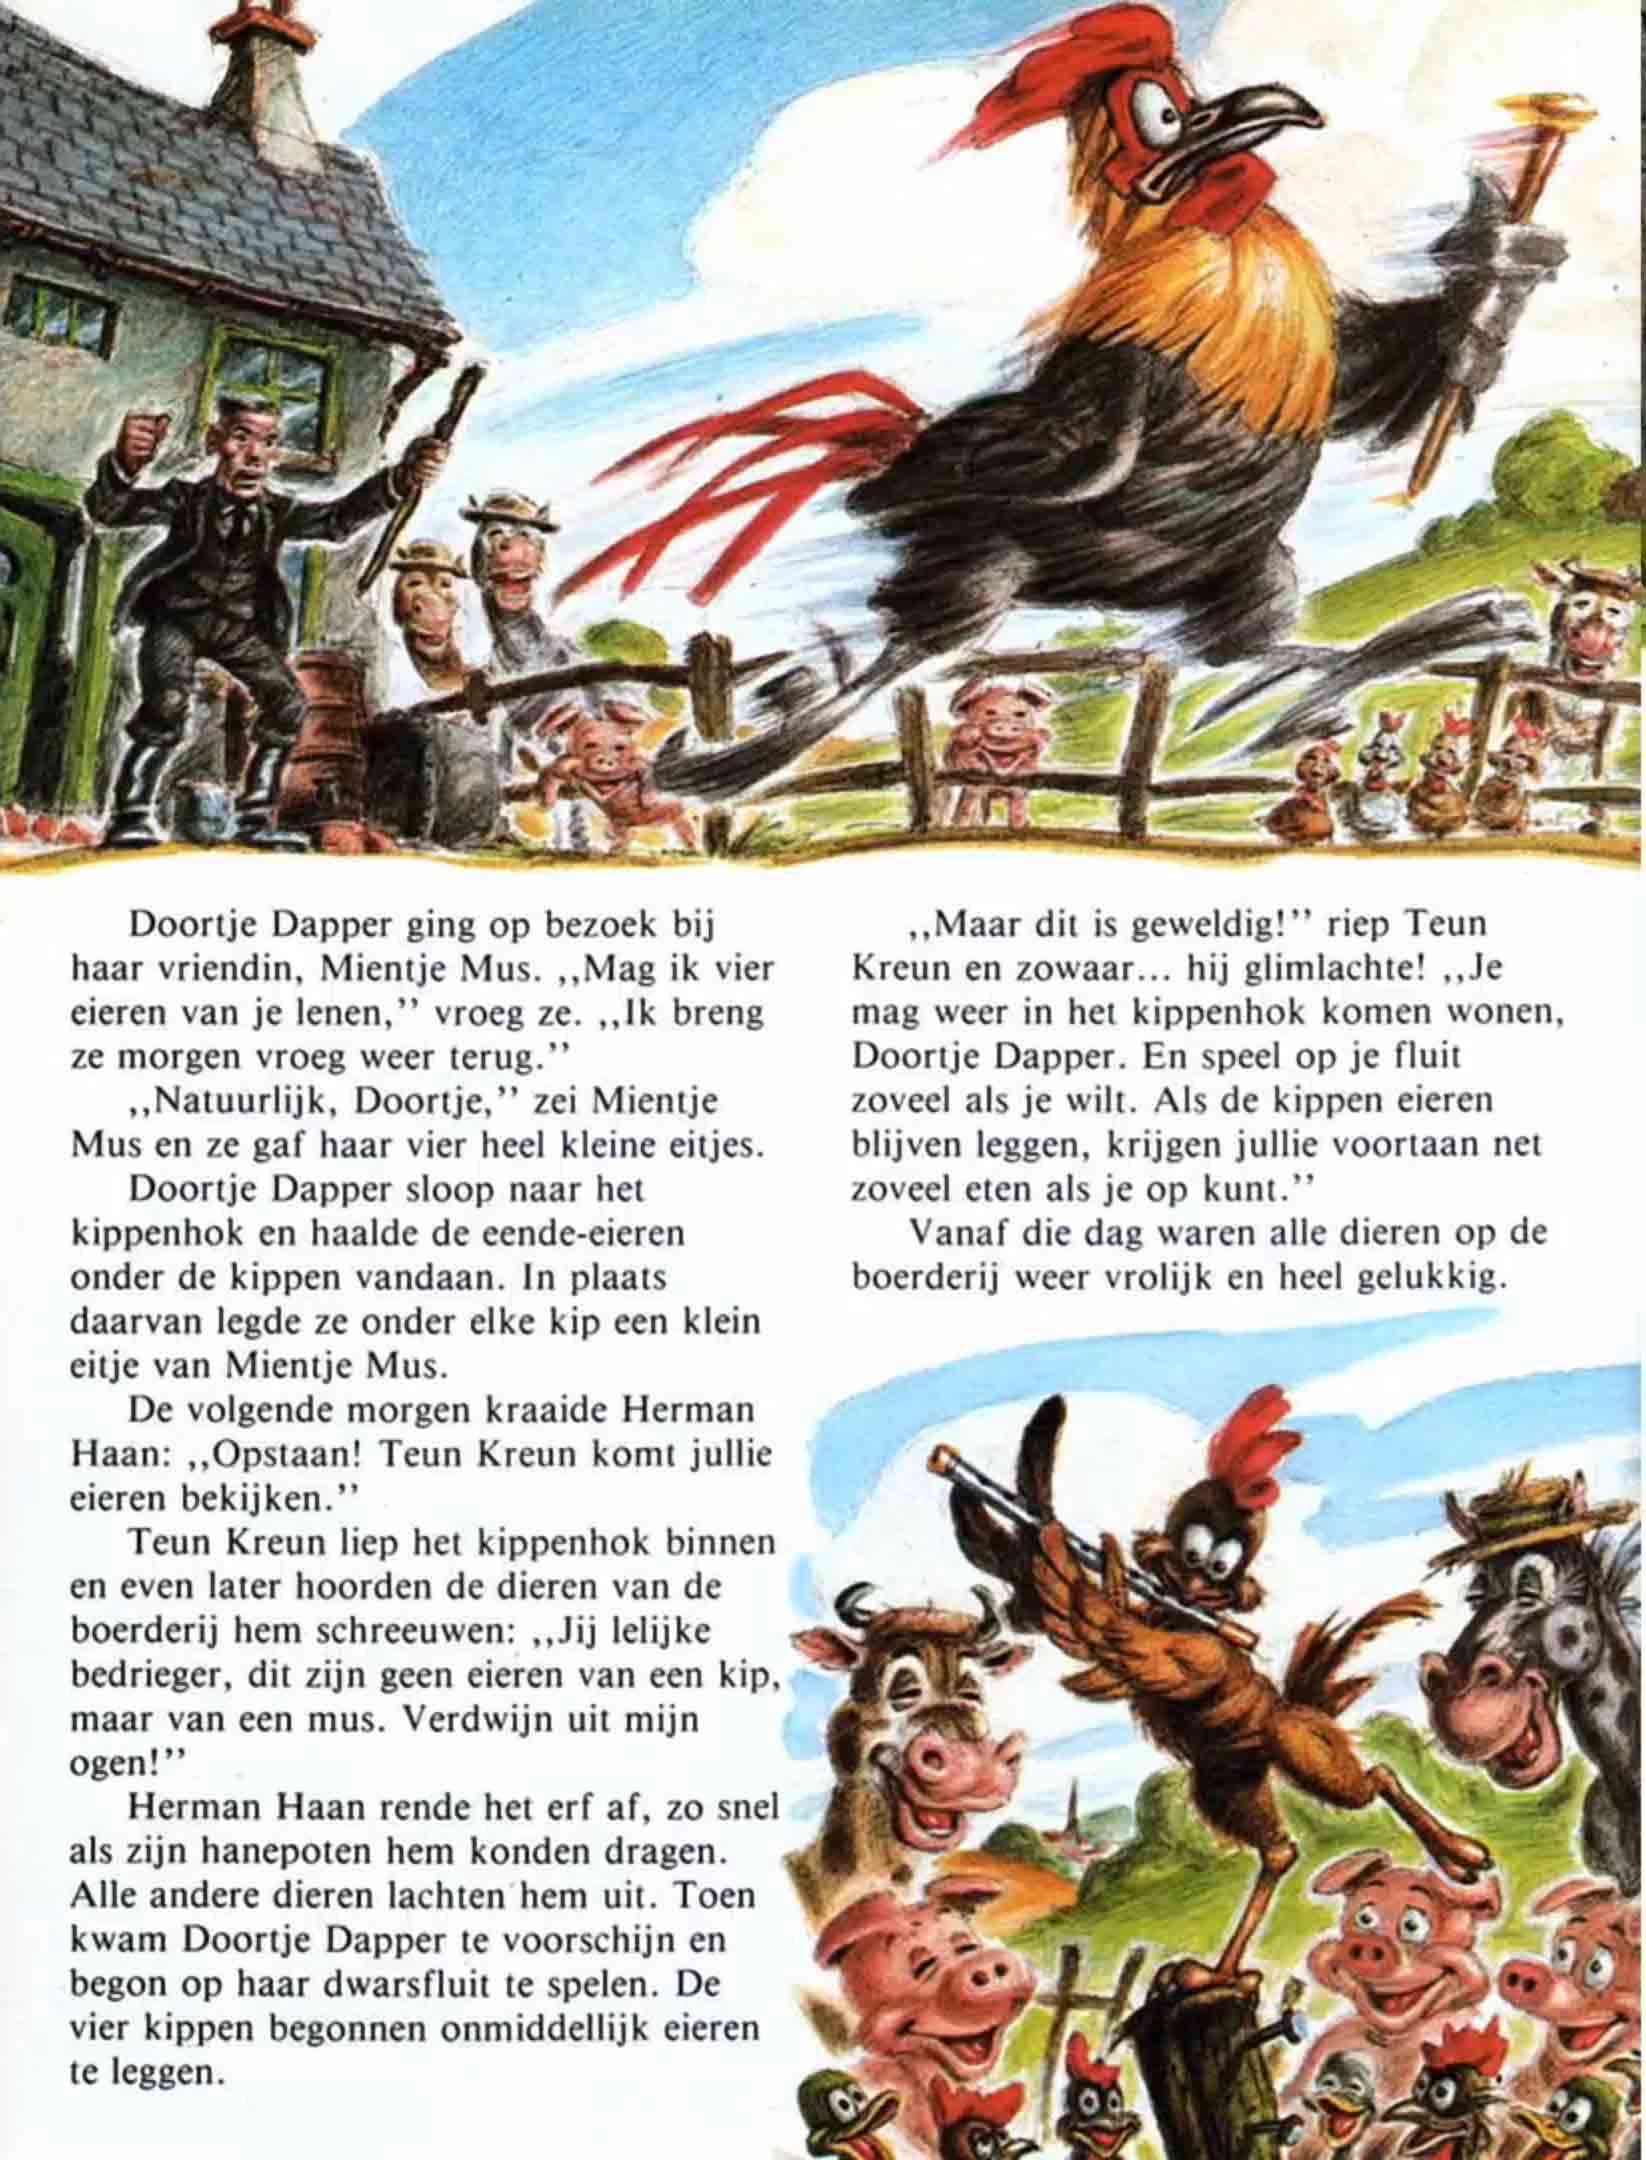 Doortje Dapper ging op bezoek bij
haar vriendin, Mientje Mus. ,,Mag ik vier
eieren van je lenen,’’ vroeg ze. ,,Ik breng
ze morgen vroeg weer terug.’’
,,Natuurlijk, Doortje,’’ zei Mientje
Mus en ze gaf haar vier heel kleine eitjes.
Doortje Dapper sloop naar het
kippenhok en haalde de eende-eieren
onder de kippen vandaan. In plaats
daarvan legde ze onder elke kip een klein
eitje van Mientje Mus.
De volgende morgen kraaide Herman
Haan: ,,Opstaan! Teun Kreun komt jullie
eieren bekijken.’’
Teun Kreun liep het kippenhok binnen
en even later hoorden de dieren van de
boerderij hem schreeuwen: ,,Jij lelijke
bedrieger, dit zijn geen eieren van een kip,
maar van een mus. Verdwijn uit mijn
ogen!’’
Herman Haan rende het erf af, zo snel
als zijn hanepoten hem konden dragen.
Alle andere dieren lachten hem uit. Toen
kwam Doortje Dapper te voorschijn en
begon op haar dwarsfluit te spelen. De
vier kippen begonnen onmiddellijk eieren
te leggen.
,,Maar dit is geweldig!’’ riep Teun
Kreun en zowaar... hij glimlachte! ,,Je
mag weer in het kippenhok komen wonen,
Doortje Dapper. En speel op je fluit
zoveel als je wilt. Als de kippen eieren
blijven leggen, krijgen jullie voortaan net
zoveel eten als je op kunt.’’
Vanaf die dag waren alle dieren op de
boerderij weer vrolijk en heel gelukkig.